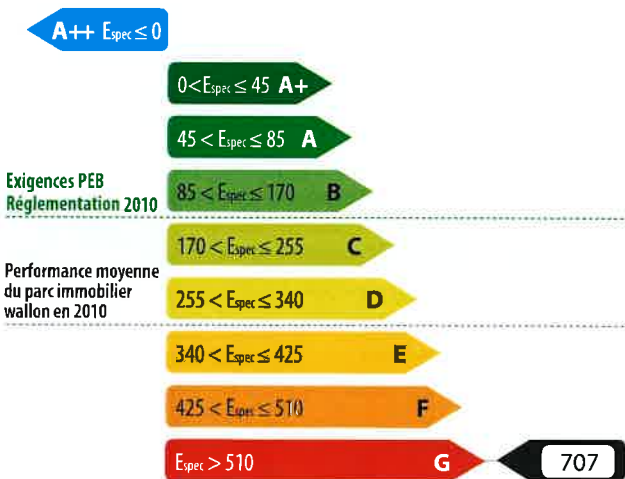 A++ Espec ≤ 0
0<Espec ≤ 45 A+
45 < Espec ≤ 85 A
Exigences PEB
Réglementation 2010
85 < Espec ≤ 170 B
170 < Espec ≤ 255 C
Performance moyenne
du parc immobilier
wallon en 2010
255 < Espec ≤ 340 D
340 < Espec ≤ 425 E
425 < Espec ≤ 510 F
Espec > 510 G
707